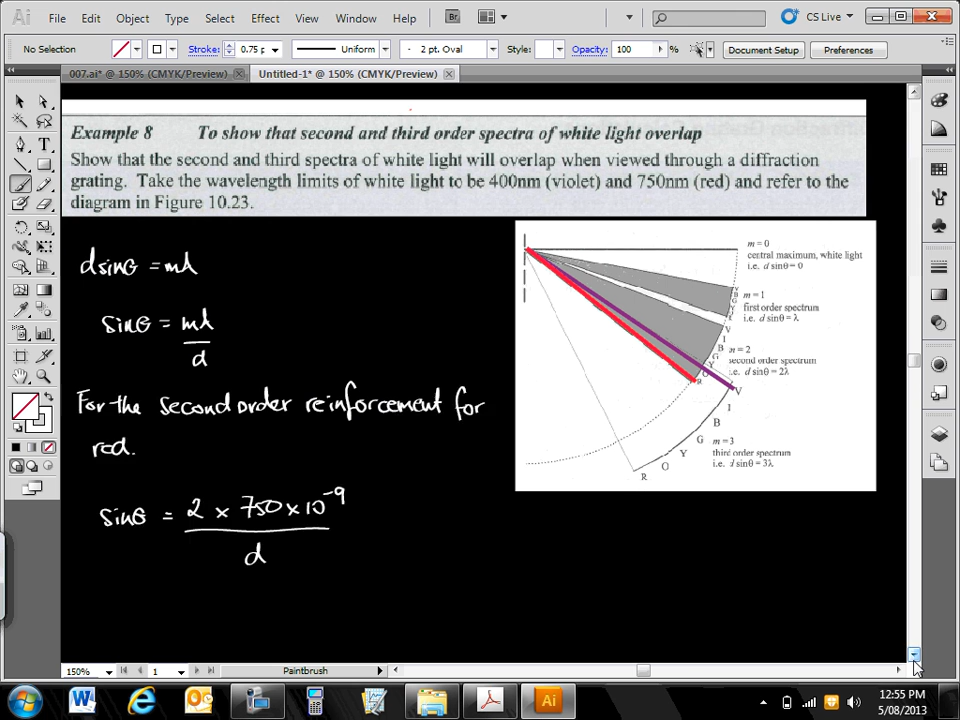 Ai File Edit Object Type Select Effect View Window Help Br CS Live
No Selection Stroke: 0.75 p Uniform 2 pt. Oval Style: Opacity: 100 % Document Setup Preferences
007.ai* @ 150% (CMYK/Preview) Untitled-1* @ 150% (CMYK/Preview)
Example 8 To show that second and third order spectra of white light overlap
Show that the second and third spectra of white light will overlap when viewed through a diffraction
grating. Take the wavelength limits of white light to be 400nm (violet) and 750nm (red) and refer to the
diagram in Figure 10.23.
dsinθ = mλ
sinθ = mλ
d
For the second order reinforcement for
red.
sinθ = 2 × 750 × 10⁻⁹
d
m = 0
central maximum, white light
i.e. d sinθ = 0
m = 1
first order spectrum
i.e. d sinθ = λ
V
I
B
G
Y
O
R
m = 2
second order spectrum
i.e. d sinθ = 2λ
V
I
B
G
Y
O
R
m = 3
third order spectrum
i.e. d sinθ = 3λ
150% 1 Paintbrush
12:55 PM
5/08/2013